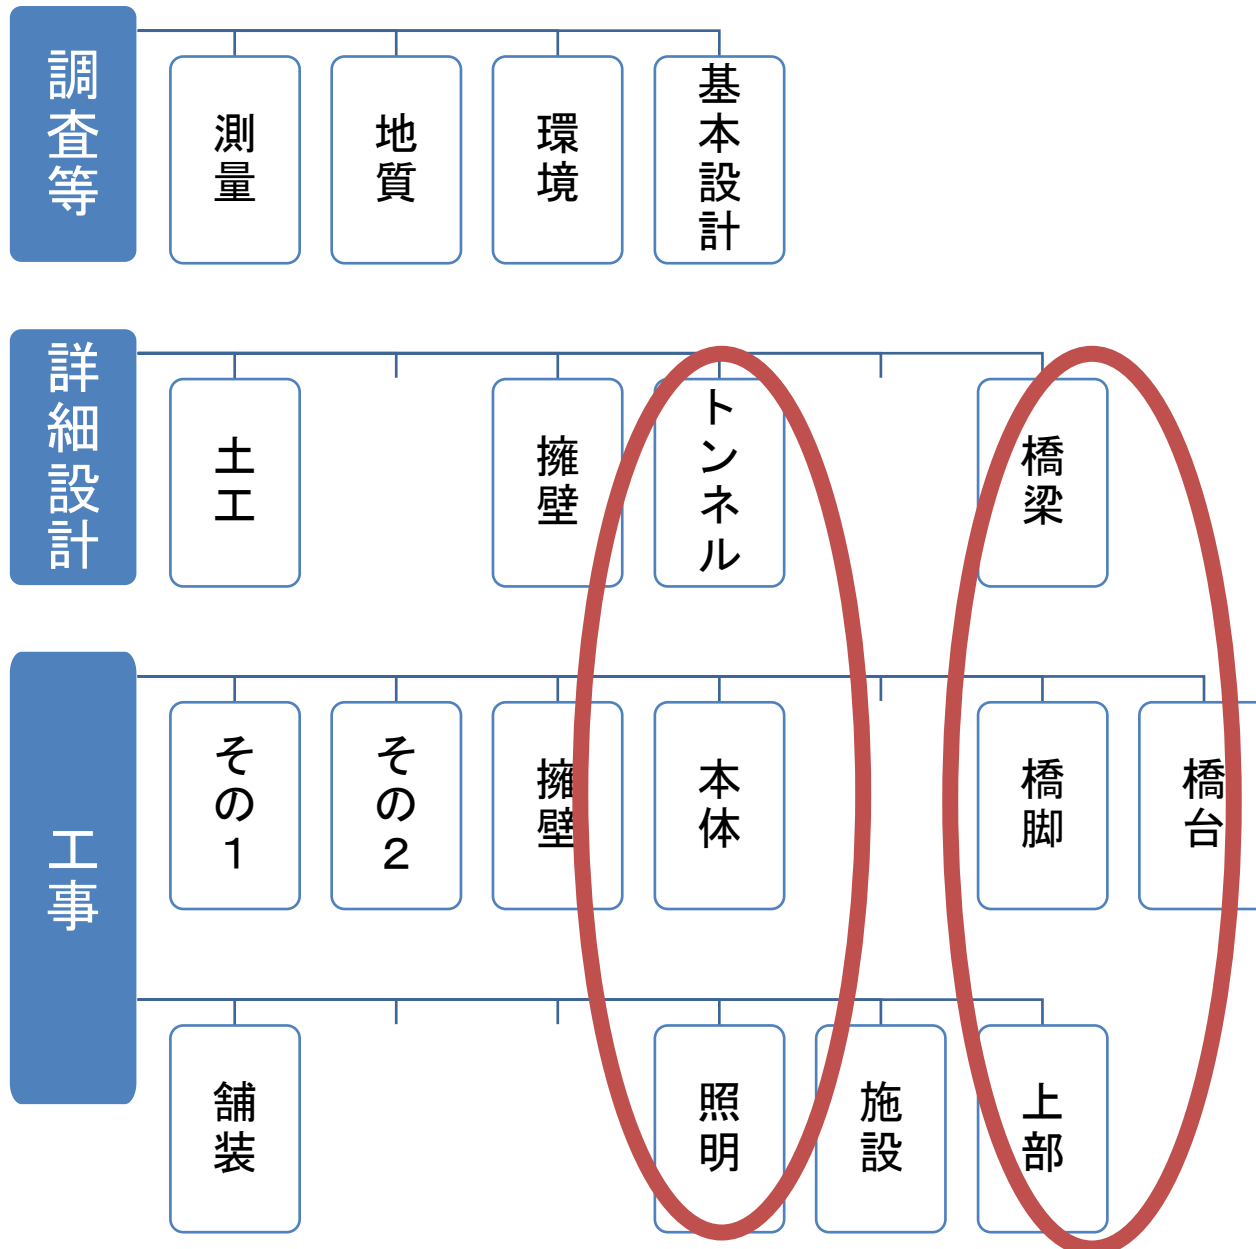 調査等
測量
地質
環境
基本設計
詳細設計
土工
擁壁
トンネル
橋梁
工事
その1
その2
擁壁
本体
橋脚
橋台
舗装
照明
施設
上部